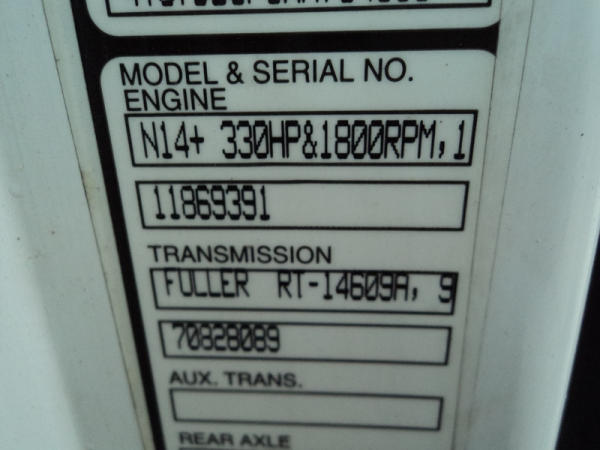 MODEL & SERIAL NO.
ENGINE
N14+ 330HP&1800RPM, 1
11869391
TRANSMISSION
FULLER RT-14609A, 9
70828089
AUX. TRANS.
REAR AXLE